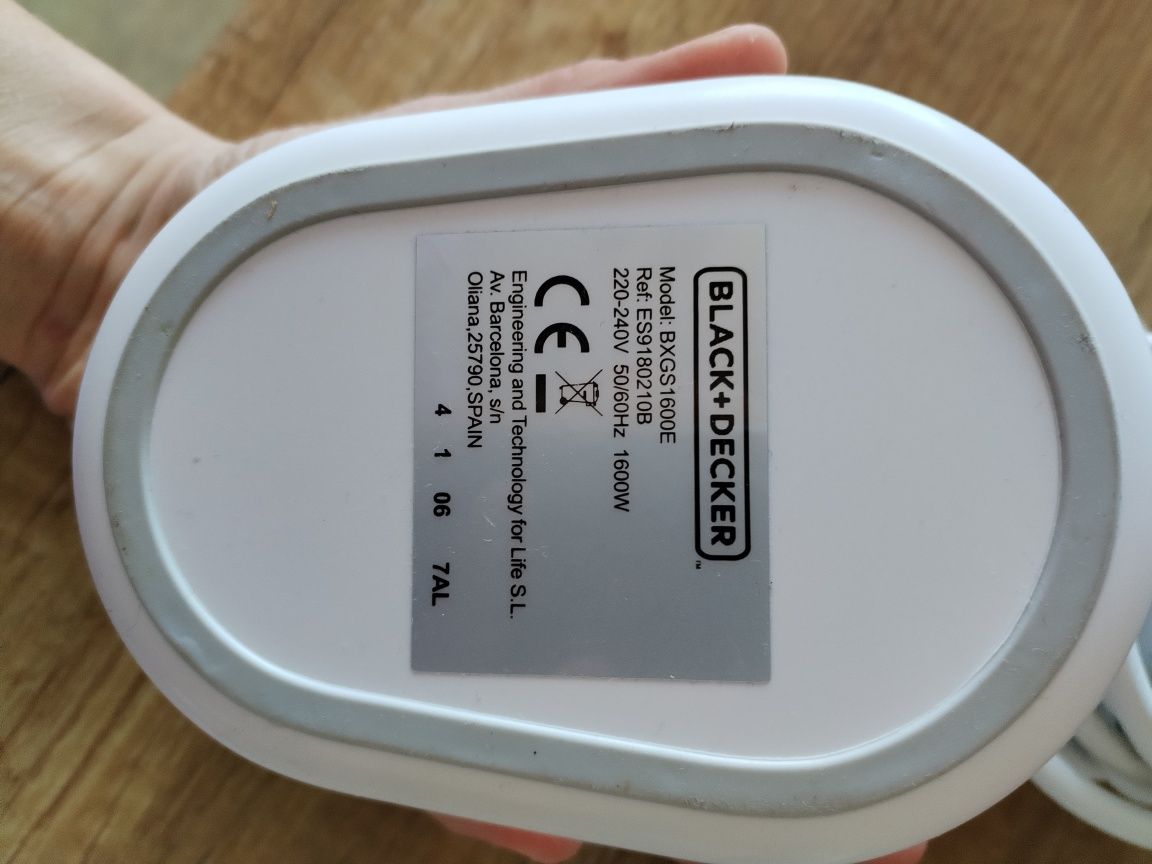 BLACK+DECKER™
Model: BXGS1600E
Ref: ES9180210B
220-240V 50/60Hz 1600W
CE
Engineering and Technology for Life S.L.
Av. Barcelona, s/n
Oliana,25790,SPAIN
4 1 06 7AL